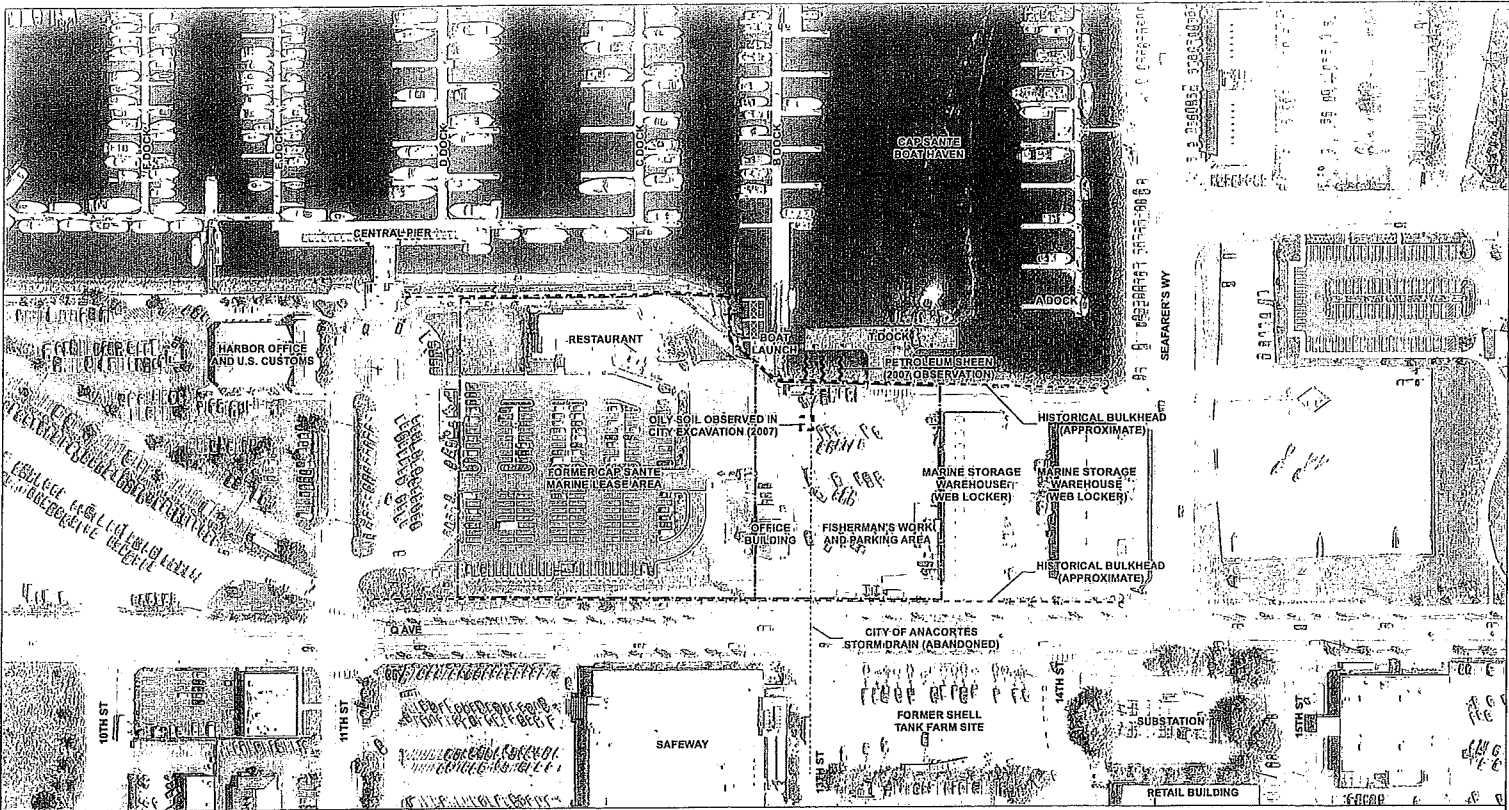 F DOCK
E DOCK
D DOCK
C DOCK
B DOCK
CAP SANTE
BOAT HAVEN
CENTRAL PIER
A DOCK
SEAFARER'S WY
HARBOR OFFICE
AND U.S. CUSTOMS
RESTAURANT
BOAT
LAUNCH
T DOCK
PETROLEUM SHEEN
(2007 OBSERVATION)
OILY SOIL OBSERVED IN
CITY EXCAVATION (2007)
HISTORICAL BULKHEAD
(APPROXIMATE)
FORMER CAP SANTE
MARINE LEASE AREA
MARINE STORAGE
WAREHOUSE
(WEB LOCKER)
MARINE STORAGE
WAREHOUSE
(WEB LOCKER)
OFFICE
BUILDING
FISHERMAN'S WORK
AND PARKING AREA
HISTORICAL BULKHEAD
(APPROXIMATE)
Q AVE
CITY OF ANACORTES
STORM DRAIN (ABANDONED)
10TH ST
11TH ST
SAFEWAY
13TH ST
FORMER SHELL
TANK FARM SITE
14TH ST
SUBSTATION
15TH ST
RETAIL BUILDING